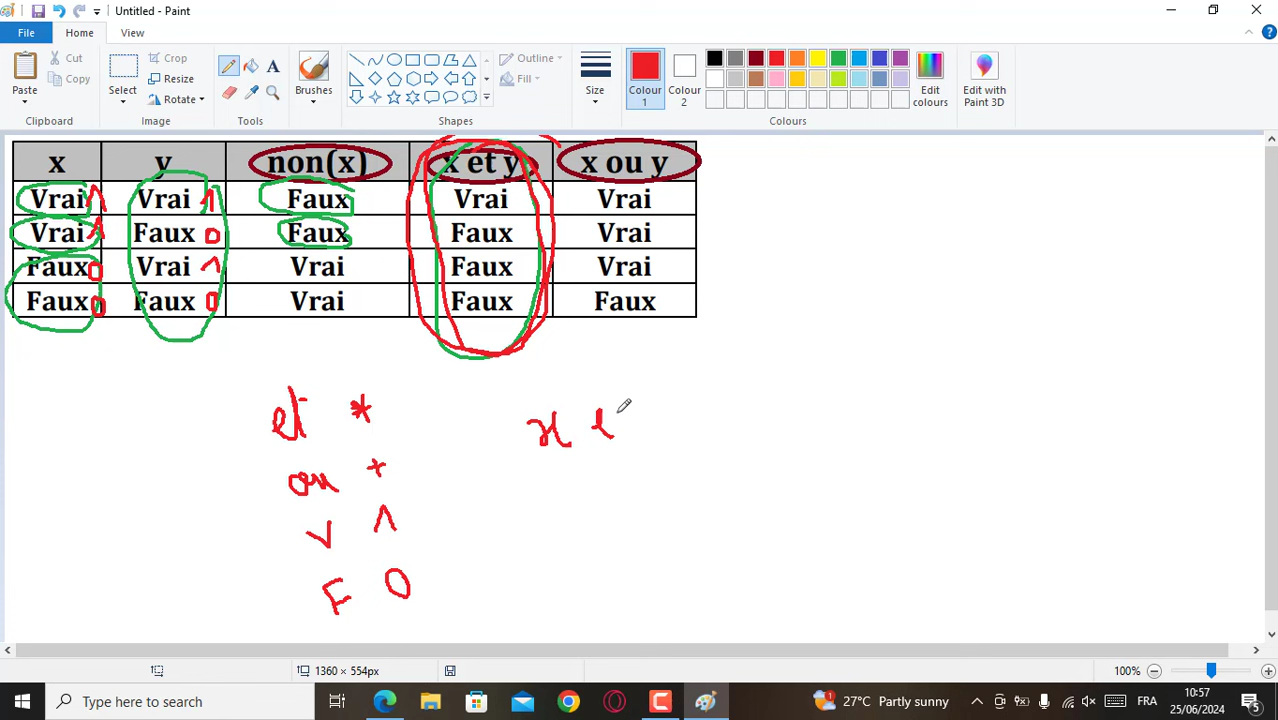 Untitled - Paint
File Home View
Paste
Cut
Copy
Clipboard
Select
Crop
Resize
Rotate
Image
A
Tools
Brushes
Outline
Fill
Shapes
Size
Colour 1
Colour 2
Edit colours
Colours
Edit with Paint 3D
x y non(x) x et y x ou y
Vrai 1 Vrai 1 Faux Vrai Vrai
Vrai 1 Faux 0 Faux Faux Vrai
Faux 0 Vrai 1 Vrai Faux Vrai
Faux 0 Faux 0 Vrai Faux Faux
et *
ou +
V 1
F 0
x
1360 × 554px
100%
Type here to search
27°C Partly sunny
FRA
10:57
25/06/2024
5